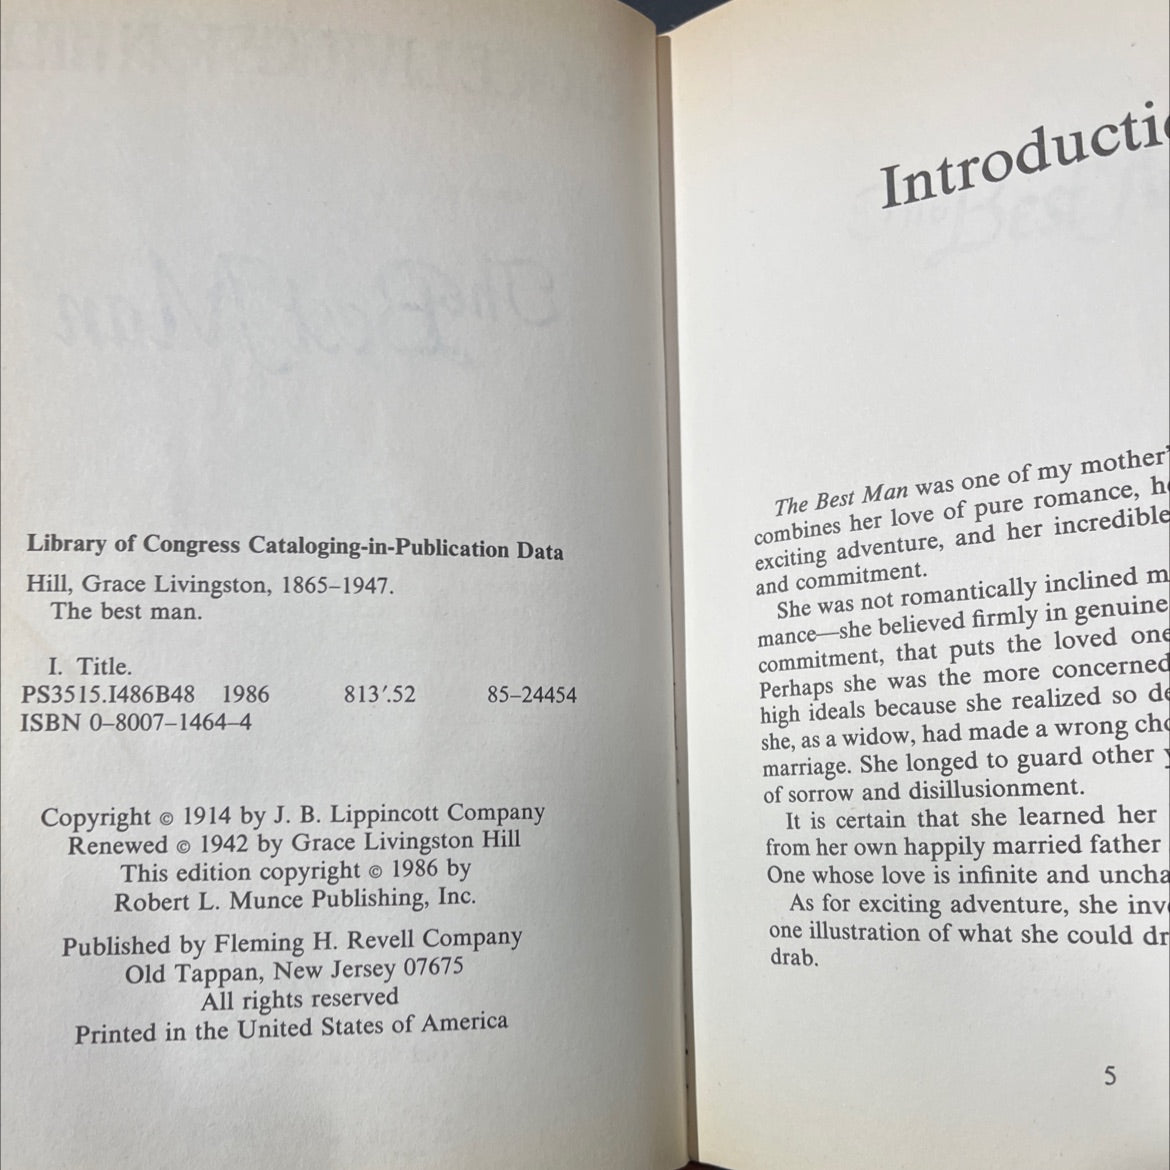 Library of Congress Cataloging-in-Publication Data
Hill, Grace Livingston, 1865–1947.
The best man.
I. Title.
PS3515.I486B48 1986 813′.52 85–24454
ISBN 0–8007–1464–4
Copyright © 1914 by J. B. Lippincott Company
Renewed © 1942 by Grace Livingston Hill
This edition copyright © 1986 by
Robert L. Munce Publishing, Inc.
Published by Fleming H. Revell Company
Old Tappan, New Jersey 07675
All rights reserved
Printed in the United States of America
Introductio
The Best Man was one of my mother'
combines her love of pure romance, h
exciting adventure, and her incredible
and commitment.
She was not romantically inclined m
mance—she believed firmly in genuine
commitment, that puts the loved one
Perhaps she was the more concerned
high ideals because she realized so de
she, as a widow, had made a wrong cho
marriage. She longed to guard other y
of sorrow and disillusionment.
It is certain that she learned her
from her own happily married father
One whose love is infinite and uncha
As for exciting adventure, she inv
one illustration of what she could dr
drab.
5